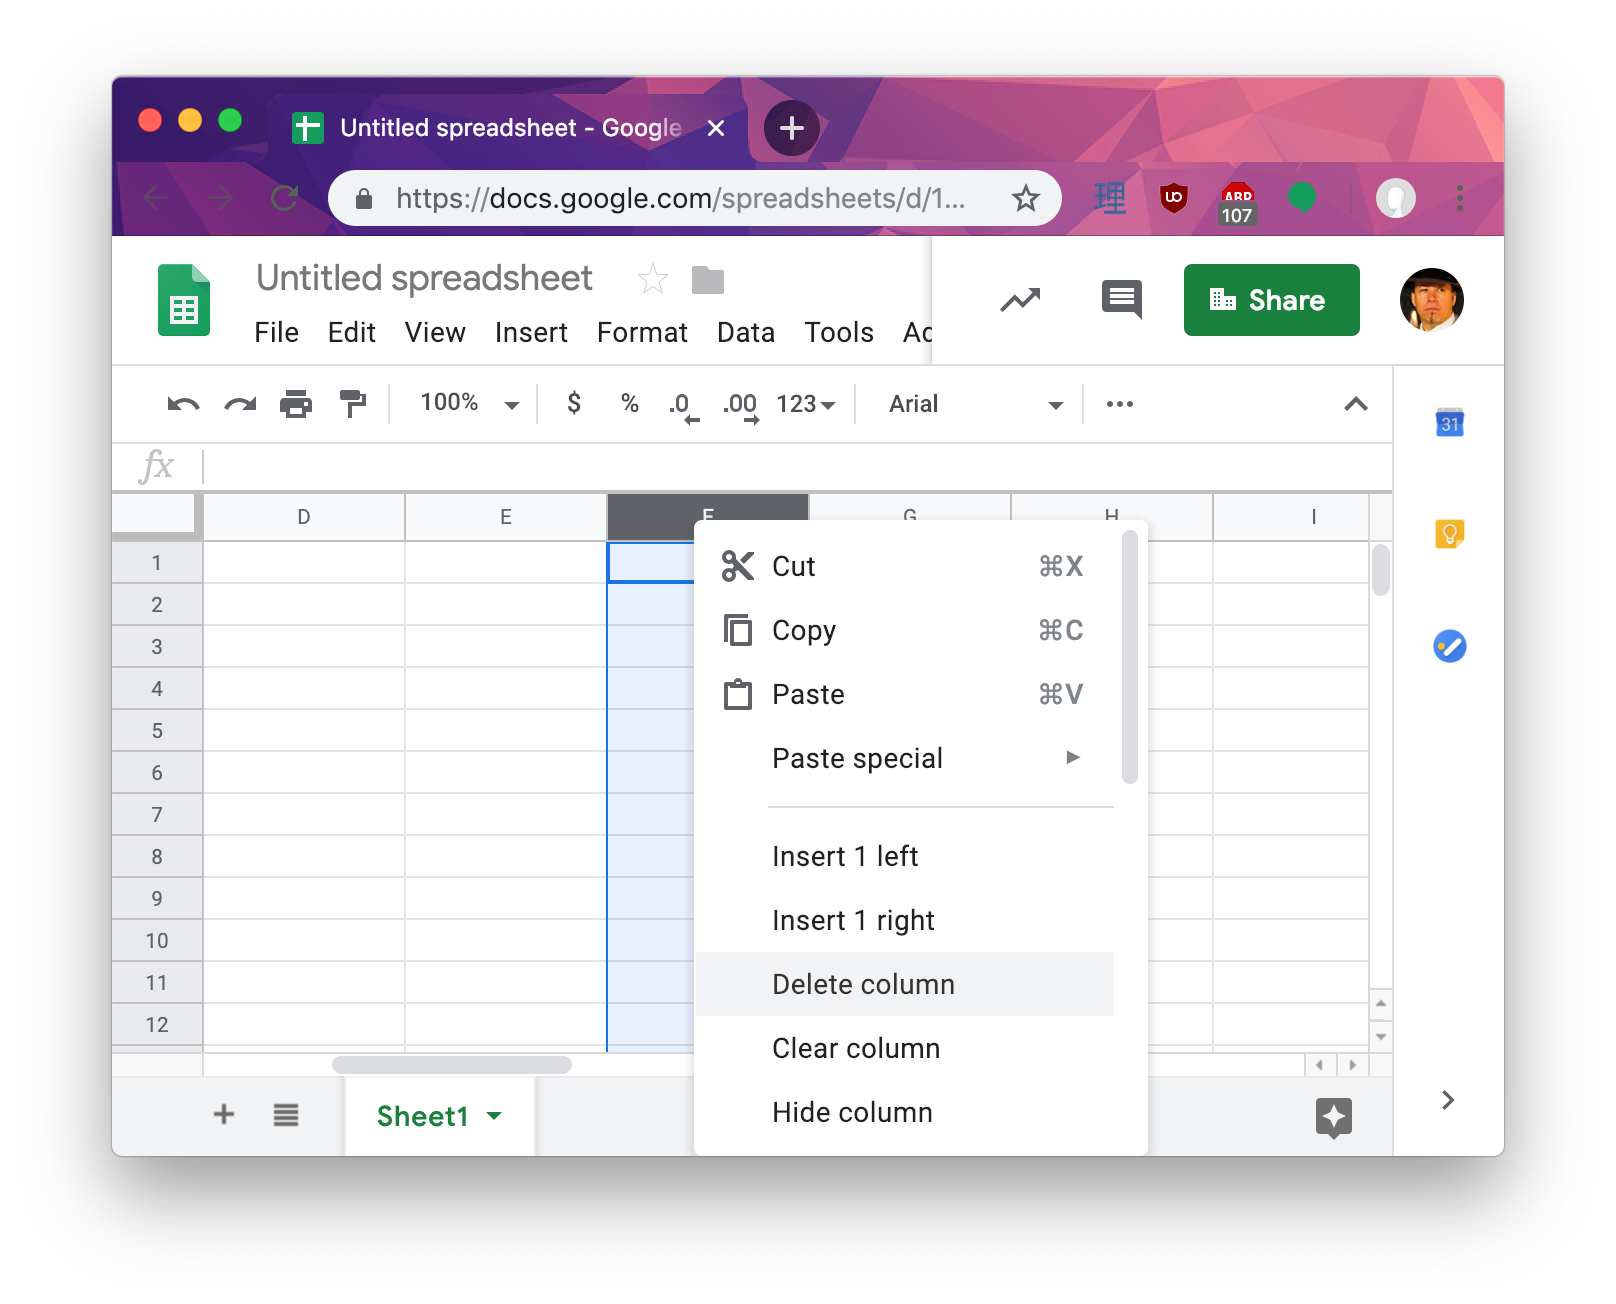 Untitled spreadsheet - Google
https://docs.google.com/spreadsheets/d/1...
理
UO
ABP
107
Untitled spreadsheet
File Edit View Insert Format Data Tools Ad
Share
100% $ % .0 .00 123 Arial
31
fx
D E F G H I
1
2
3
4
5
6
7
8
9
10
11
12
Cut ⌘X
Copy ⌘C
Paste ⌘V
Paste special
Insert 1 left
Insert 1 right
Delete column
Clear column
Hide column
Sheet1